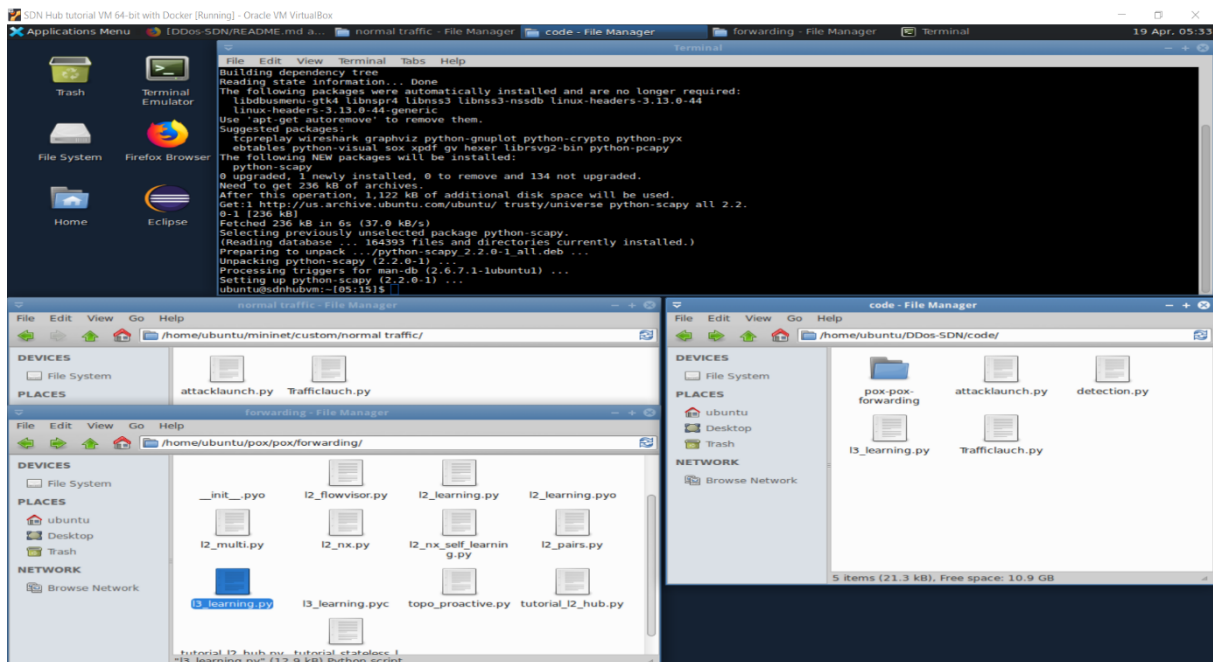 SDN Hub tutorial VM 64-bit with Docker [Running] - Oracle VM VirtualBox
Applications Menu [DDos-SDN/README.md a... normal traffic - File Manager code - File Manager forwarding - File Manager Terminal 19 Apr, 05:33
Terminal
File Edit View Terminal Tabs Help
Building dependency tree
Reading state information... Done
The following packages were automatically installed and are no longer required:
libdbusmenu-gtk4 libnspr4 libnss3 libnss3-nssdb linux-headers-3.13.0-44
linux-headers-3.13.0-44-generic
Use 'apt-get autoremove' to remove them.
Suggested packages:
tcpreplay wireshark graphviz python-gnuplot python-crypto python-pyx
ebtables python-visual sox xpdf gv hexer librsvg2-bin python-pcapy
The following NEW packages will be installed:
python-scapy
0 upgraded, 1 newly installed, 0 to remove and 134 not upgraded.
Need to get 236 kB of archives.
After this operation, 1,122 kB of additional disk space will be used.
Get:1 http://us.archive.ubuntu.com/ubuntu/ trusty/universe python-scapy all 2.2.
0-1 [236 kB]
Fetched 236 kB in 6s (37.0 kB/s)
Selecting previously unselected package python-scapy.
(Reading database ... 164393 files and directories currently installed.)
Preparing to unpack .../python-scapy_2.2.0-1_all.deb ...
Unpacking python-scapy (2.2.0-1) ...
Processing triggers for man-db (2.6.7.1-1ubuntu1) ...
Setting up python-scapy (2.2.0-1) ...
ubuntu@sdnhubvm:~[05:15]$
Trash
Terminal
Emulator
File System
Firefox Browser
Home
Eclipse
normal traffic - File Manager
File Edit View Go Help
/home/ubuntu/mininet/custom/normal traffic/
DEVICES
File System
PLACES
attacklaunch.py Trafficlauch.py
forwarding - File Manager
File Edit View Go Help
/home/ubuntu/pox/pox/forwarding/
DEVICES
File System
PLACES
ubuntu
Desktop
Trash
NETWORK
Browse Network
__init__.pyo l2_flowvisor.py l2_learning.py l2_learning.pyo
l2_multi.py l2_nx.py l2_nx_self_learnin l2_pairs.py
g.py
l3_learning.py l3_learning.pyc topo_proactive.py tutorial_l2_hub.py
tutorial_l2_hub.py tutorial_stateless_l
"l3_learning.py" (12.9 kB) Python script
code - File Manager
File Edit View Go Help
/home/ubuntu/DDos-SDN/code/
DEVICES
File System
PLACES
ubuntu
Desktop
Trash
NETWORK
Browse Network
pox-pox- attacklaunch.py detection.py
forwarding
l3_learning.py Trafficlauch.py
5 items (21.3 kB), Free space: 10.9 GB